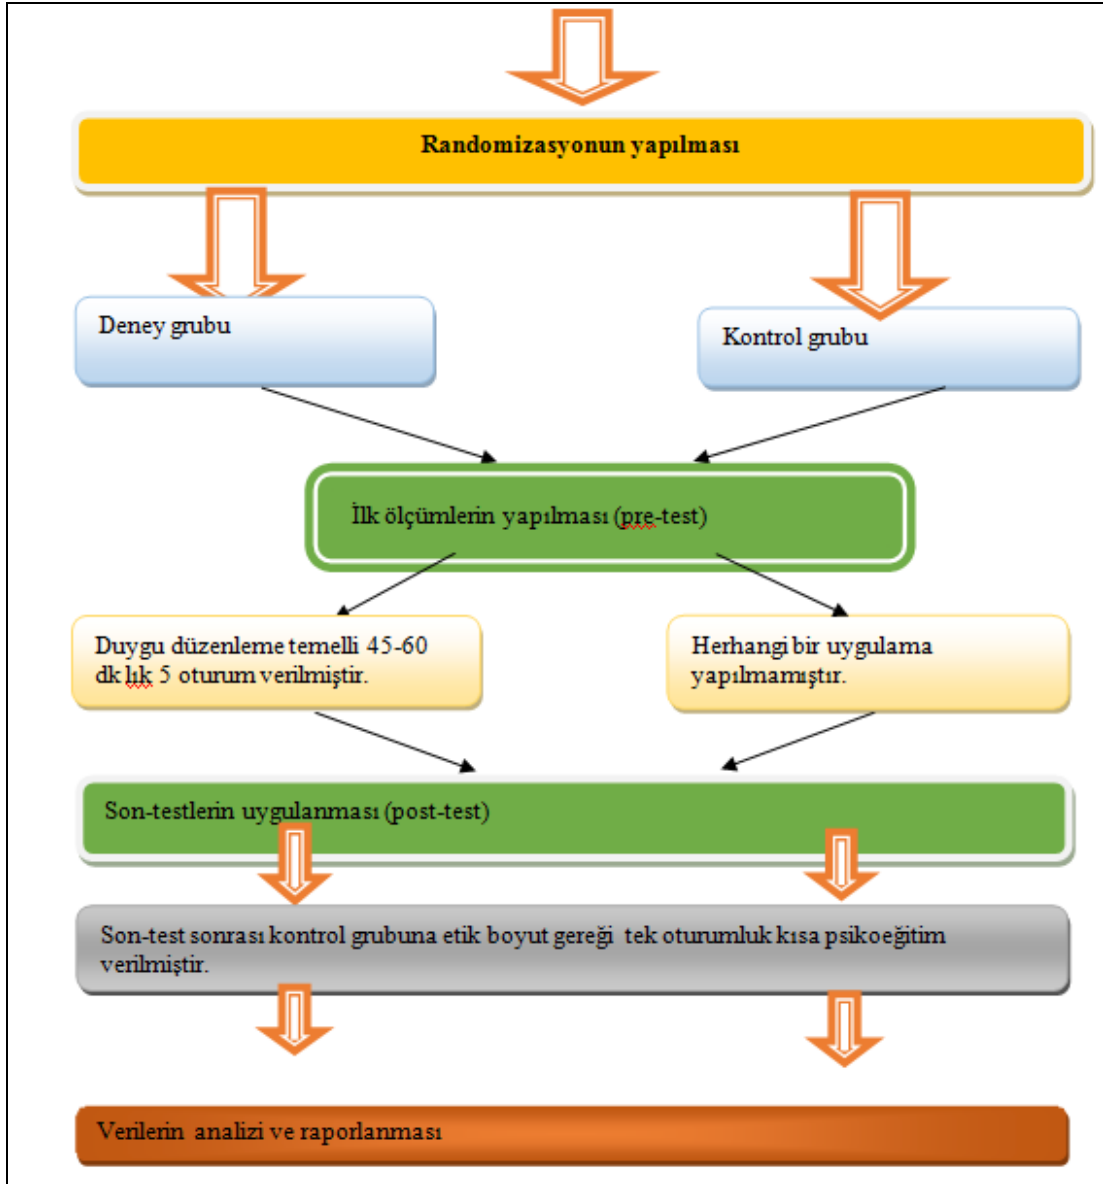 Randomizasyonun yapılması
Deney grubu
Kontrol grubu
İlk ölçümlerin yapılması (pre-test)
Duygu düzenleme temelli 45-60
dk lık 5 oturum verilmiştir.
Herhangi bir uygulama
yapılmamıştır.
Son-testlerin uygulanması (post-test)
Son-test sonrası kontrol grubuna etik boyut gereği tek oturumluk kısa psikoeğitim
verilmiştir.
Verilerin analizi ve raporlanması